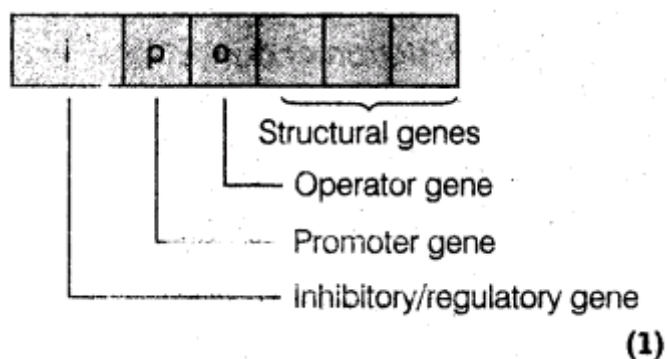 i p o
Structural genes
Operator gene
Promoter gene
Inhibitory/regulatory gene
(1)